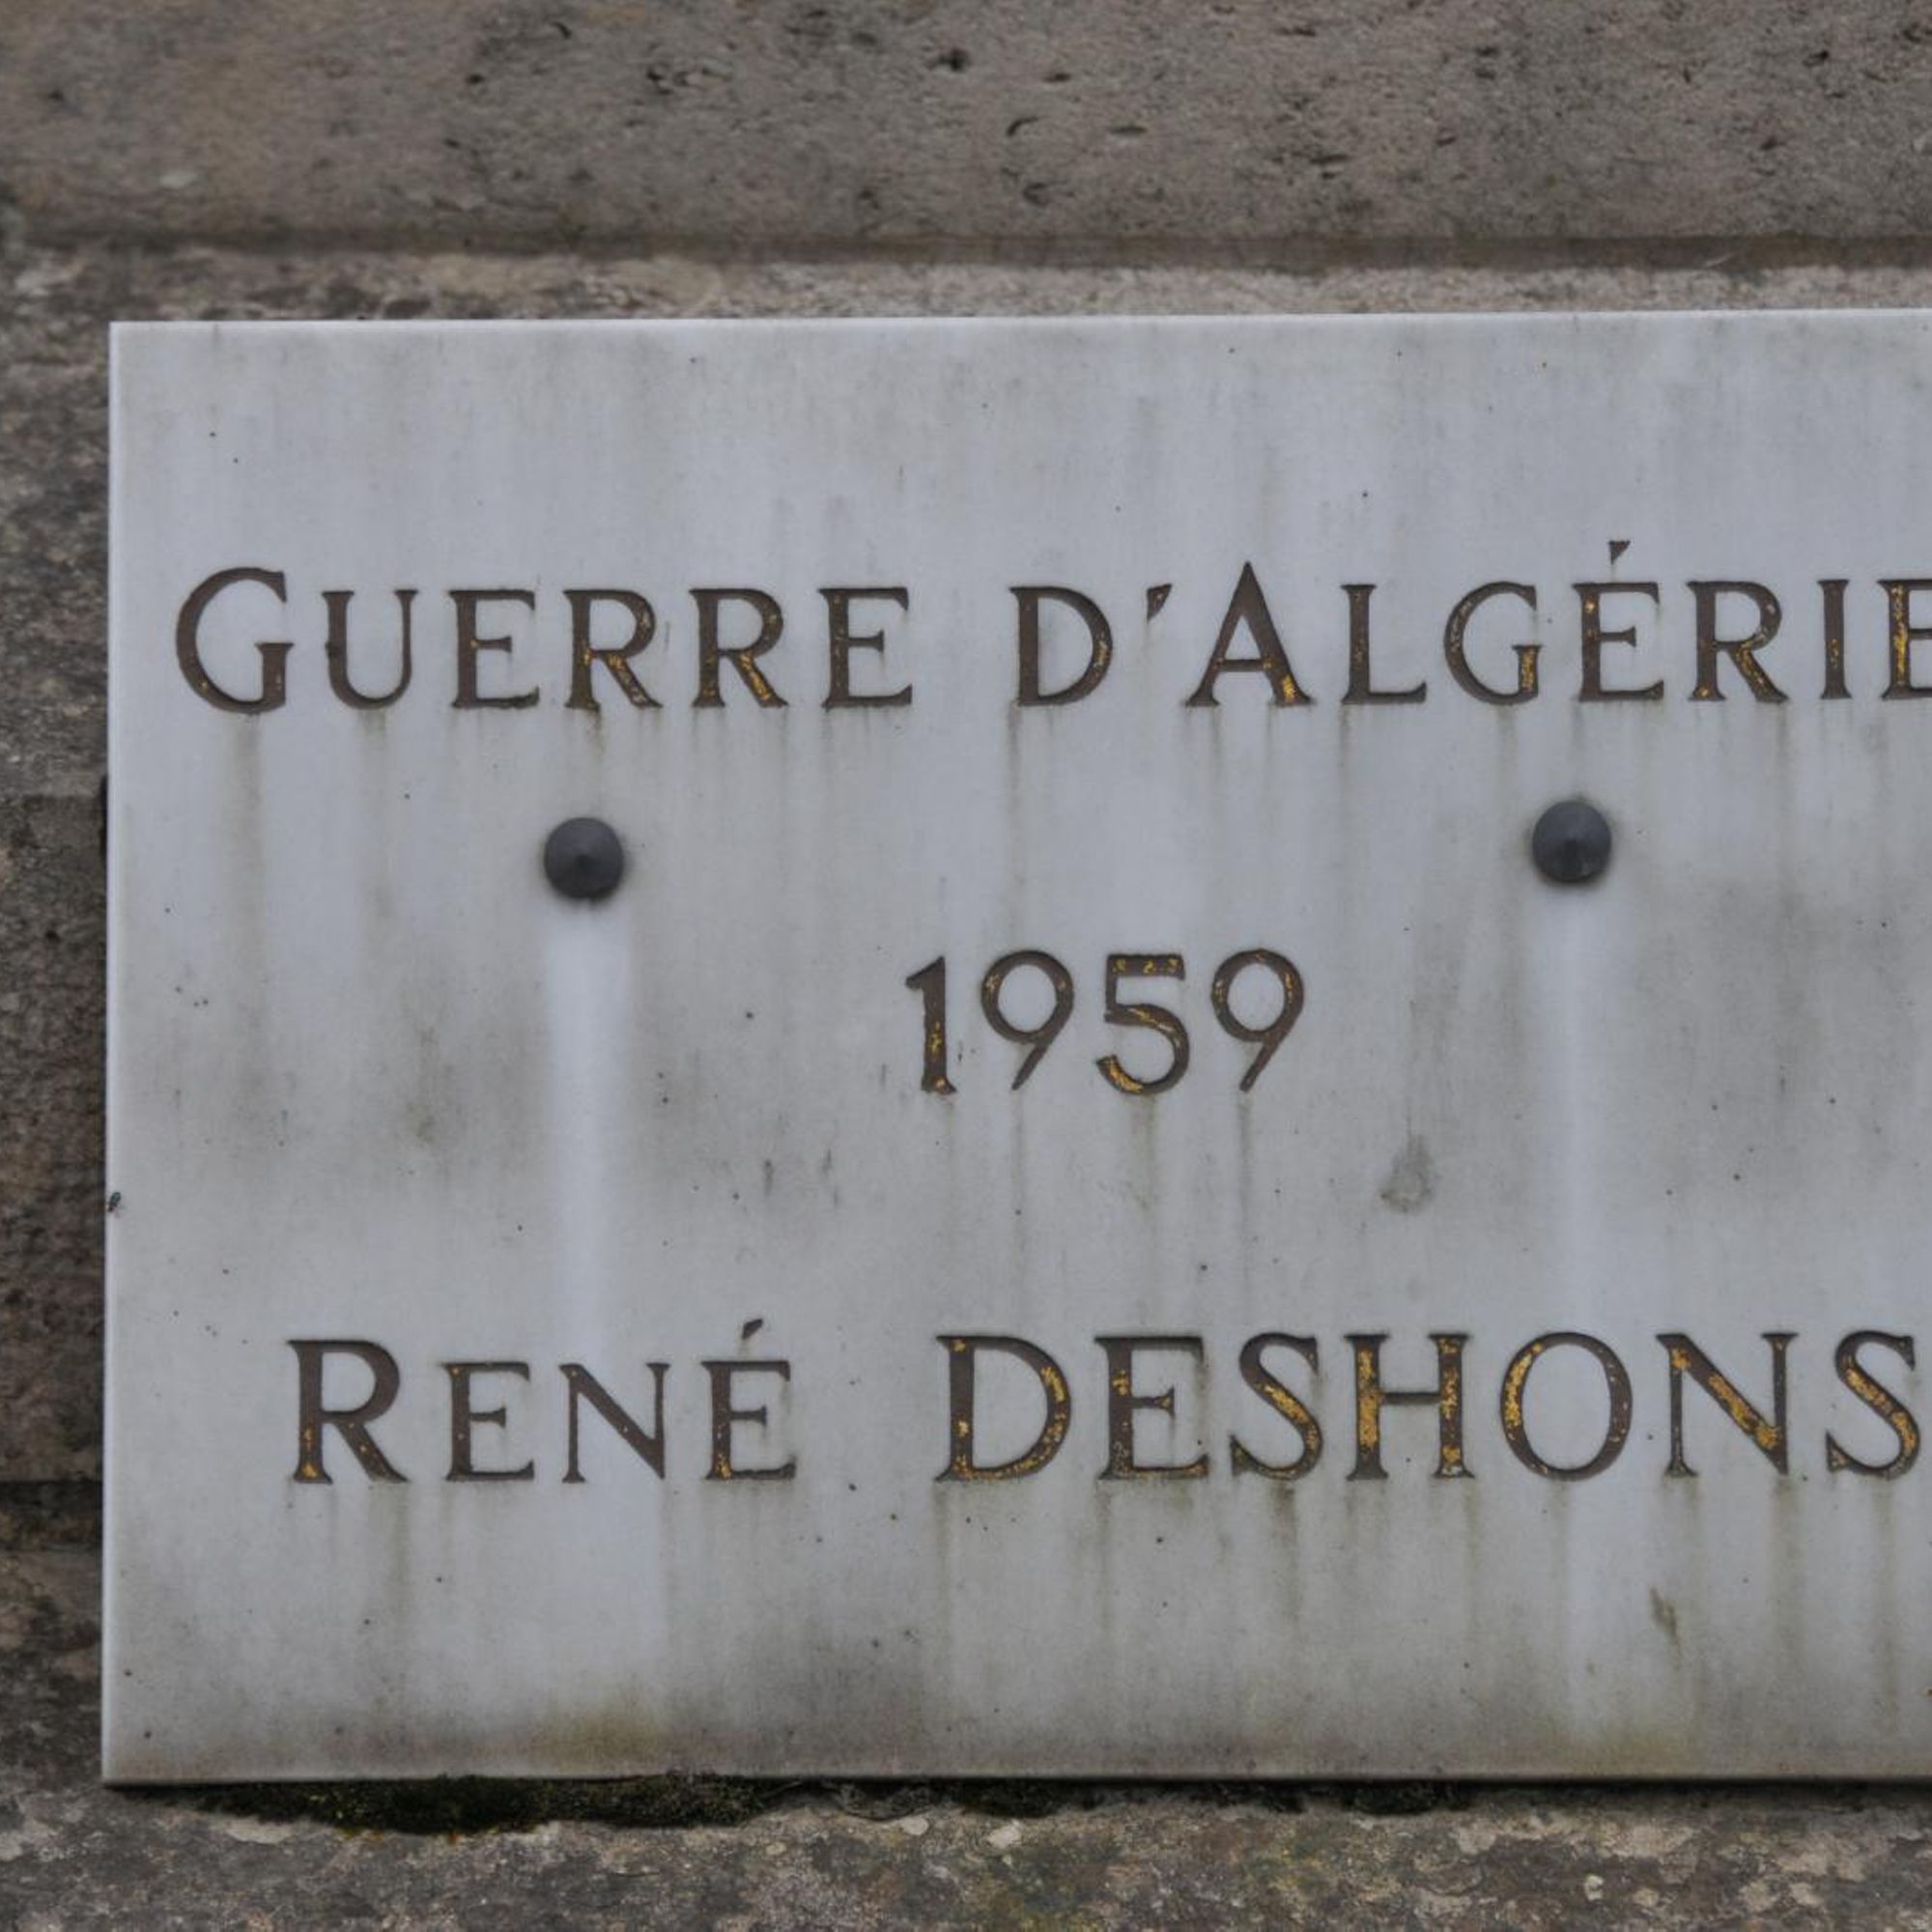 GUERRE D'ALGÉRIE
1959
RENÉ DESHONS